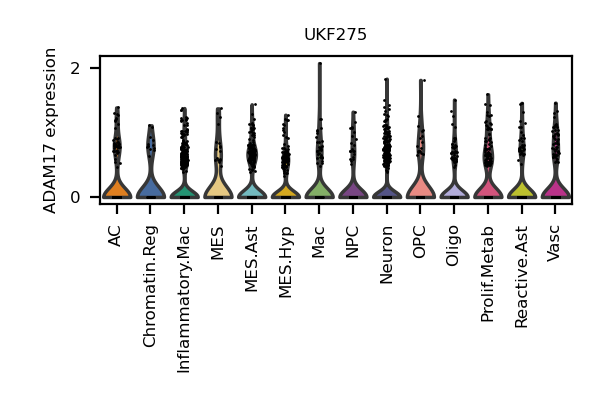 UKF275
ADAM17 expression
2
0
AC
Chromatin.Reg
Inflammatory.Mac
MES
MES.Ast
MES.Hyp
Mac
NPC
Neuron
OPC
Oligo
Prolif.Metab
Reactive.Ast
Vasc